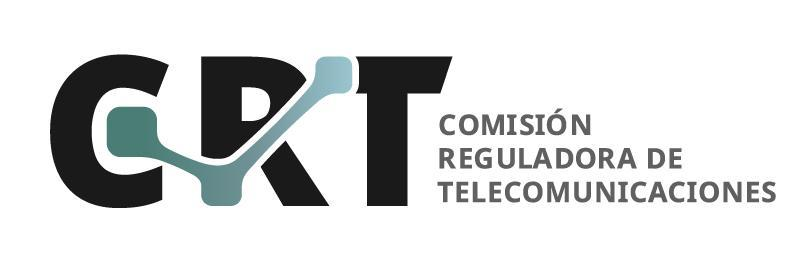 CRT
COMISIÓN
REGULADORA DE
TELECOMUNICACIONES